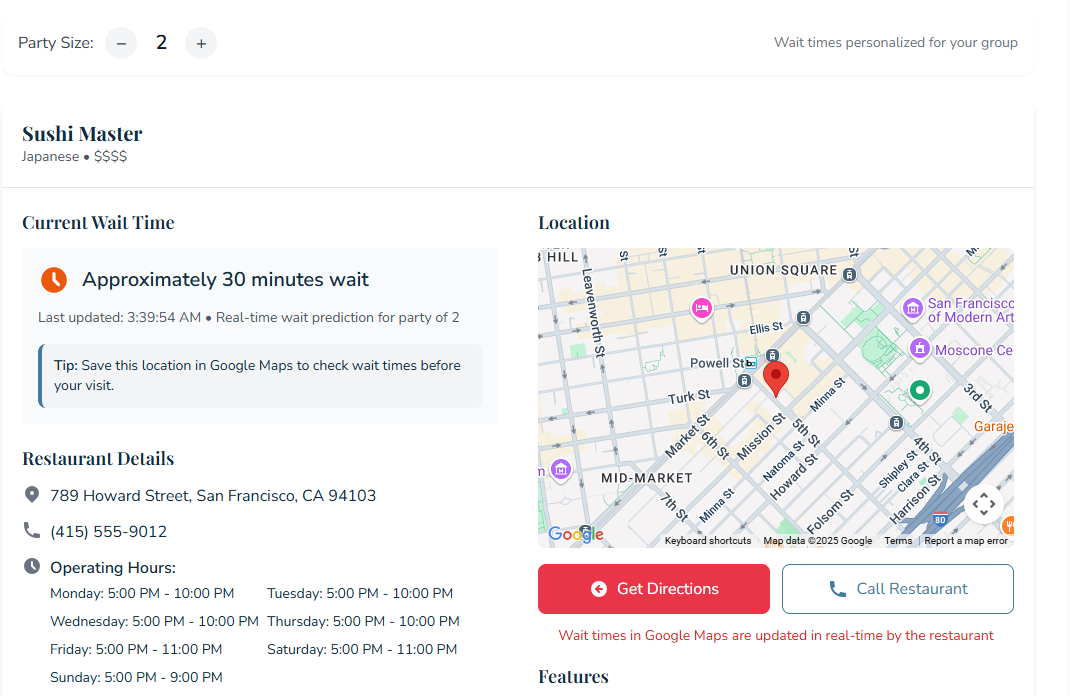 Party Size: − 2 +
Wait times personalized for your group
Sushi Master
Japanese • $$$$
Current Wait Time
Approximately 30 minutes wait
Last updated: 3:39:54 AM • Real-time wait prediction for party of 2
Tip: Save this location in Google Maps to check wait times before
your visit.
Restaurant Details
789 Howard Street, San Francisco, CA 94103
(415) 555-9012
Operating Hours:
Monday: 5:00 PM - 10:00 PM
Tuesday: 5:00 PM - 10:00 PM
Wednesday: 5:00 PM - 10:00 PM
Thursday: 5:00 PM - 10:00 PM
Friday: 5:00 PM - 11:00 PM
Saturday: 5:00 PM - 11:00 PM
Sunday: 5:00 PM - 9:00 PM
Location
HILL
UNION SQUARE
Leavenworth St
St
St
St
San Francisco
of Modern Art
Ellis St
Moscone Ce
Powell St
Turk St
Minna St
3rd St
Market St
6th St
Mission St
5th St
Garaje
Natoma St
4th St
Howard St
Shipley St
Clara St
MID-MARKET
7th St
Minna St
Folsom St
Harrison St
80
Google
Keyboard shortcuts
Map data ©2025 Google
Terms
Report a map error
Get Directions
Call Restaurant
Wait times in Google Maps are updated in real-time by the restaurant
Features